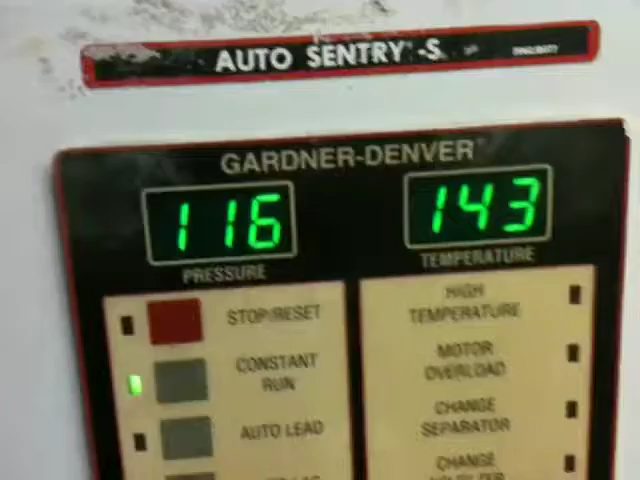 AUTO SENTRY-S
GARDNER-DENVER
116
143
PRESSURE
TEMPERATURE
STOP/RESET
CONSTANT
RUN
AUTO LEAD
HIGH
TEMPERATURE
MOTOR
OVERLOAD
CHANGE
SEPARATOR
CHANGE